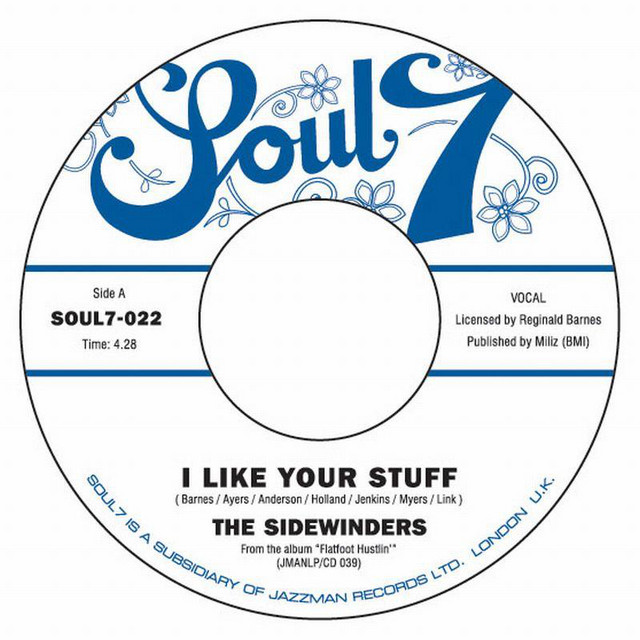 Soul 7
Side A
SOUL7-022
Time: 4.28
VOCAL
Licensed by Reginald Barnes
Published by Miliz (BMI)
I LIKE YOUR STUFF
( Barnes / Ayers / Anderson / Holland / Jenkins / Myers / Link )
THE SIDEWINDERS
From the album "Flatfoot Hustlin'"
(JMANLP/CD 039)
SOUL7 IS A SUBSIDIARY OF JAZZMAN RECORDS LTD. LONDON U.K.